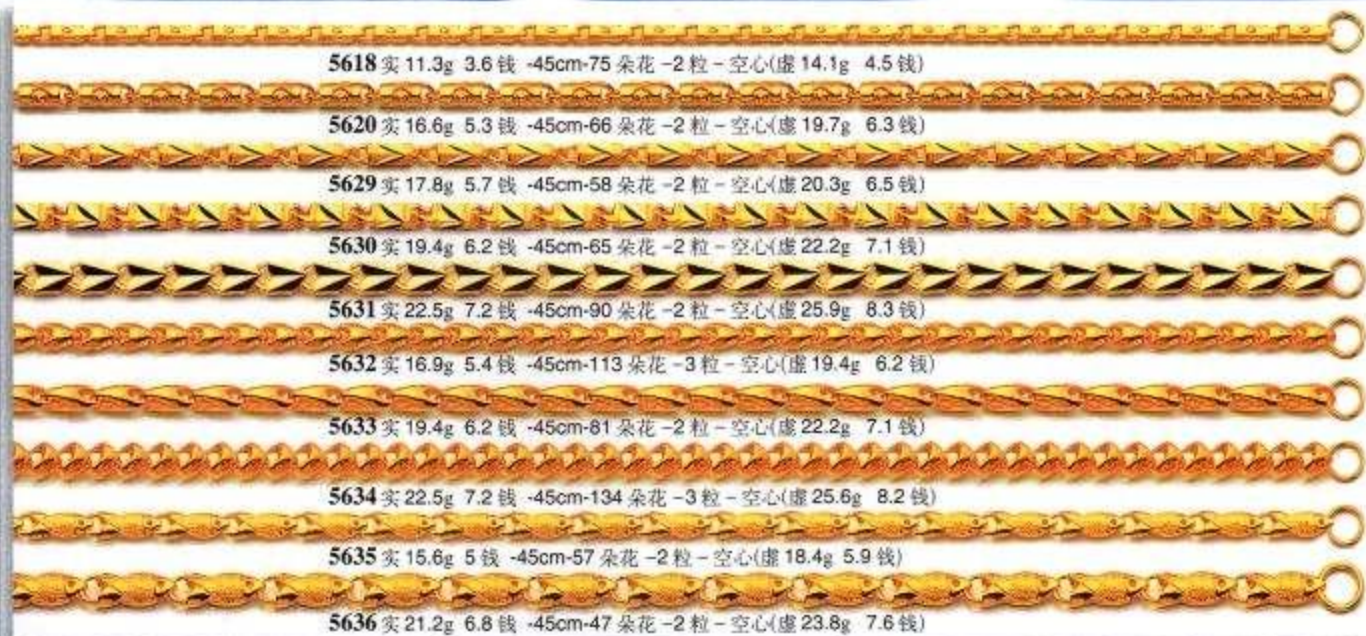 5618 实 11.3g 3.6 钱 -45cm-75 朵花 -2 粒 - 空心(虚 14.1g 4.5 钱)
5620 实 16.6g 5.3 钱 -45cm-66 朵花 -2 粒 - 空心(虚 19.7g 6.3 钱)
5629 实 17.8g 5.7 钱 -45cm-58 朵花 -2 粒 - 空心(虚 20.3g 6.5 钱)
5630 实 19.4g 6.2 钱 -45cm-65 朵花 -2 粒 - 空心(虚 22.2g 7.1 钱)
5631 实 22.5g 7.2 钱 -45cm-90 朵花 -2 粒 - 空心(虚 25.9g 8.3 钱)
5632 实 16.9g 5.4 钱 -45cm-113 朵花 -3 粒 - 空心(虚 19.4g 6.2 钱)
5633 实 19.4g 6.2 钱 -45cm-81 朵花 -2 粒 - 空心(虚 22.2g 7.1 钱)
5634 实 22.5g 7.2 钱 -45cm-134 朵花 -3 粒 - 空心(虚 25.6g 8.2 钱)
5635 实 15.6g 5 钱 -45cm-57 朵花 -2 粒 - 空心(虚 18.4g 5.9 钱)
5636 实 21.2g 6.8 钱 -45cm-47 朵花 -2 粒 - 空心(虚 23.8g 7.6 钱)